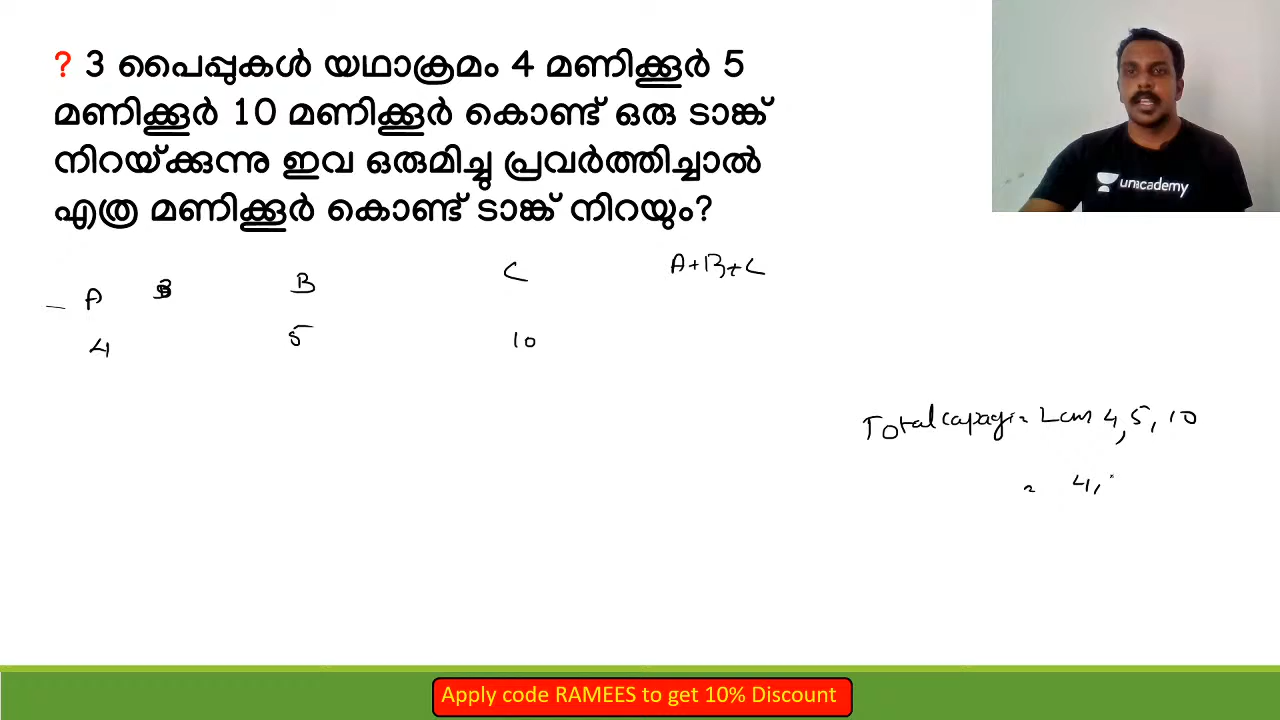 ? 3 പൈപ്പുകൾ യഥാക്രമം 4 മണിക്കൂർ 5
മണിക്കൂർ 10 മണിക്കൂർ കൊണ്ട് ഒരു ടാങ്ക്
നിറയ്ക്കുന്നു ഇവ ഒരുമിച്ചു പ്രവർത്തിച്ചാൽ
എത്ര മണിക്കൂർ കൊണ്ട് ടാങ്ക് നിറയും?
unacademy
A B C A+B+C
4 5 10
Total = Lcm 4, 5, 10
= 4,
Apply code RAMEES to get 10% Discount